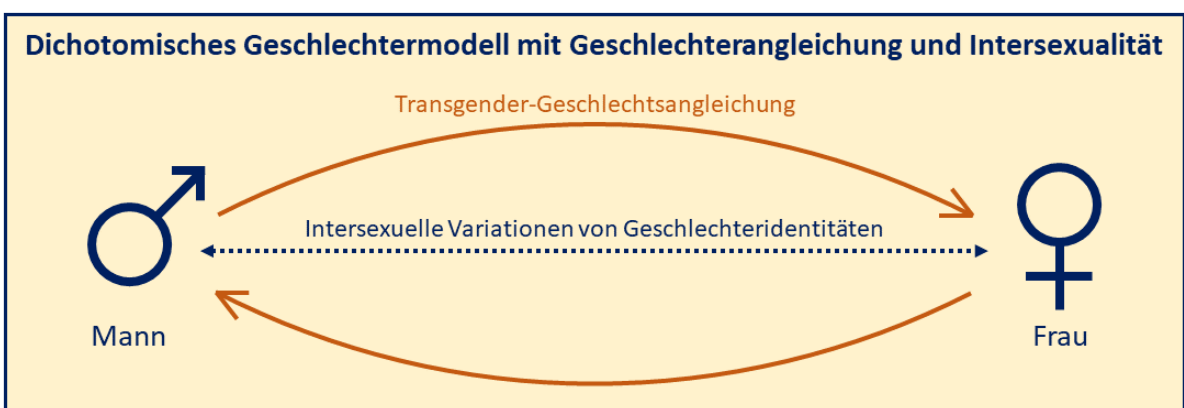 Dichotomisches Geschlechtermodell mit Geschlechterangleichung und Intersexualität
Transgender-Geschlechtsangleichung
Intersexuelle Variationen von Geschlechteridentitäten
Mann
Frau